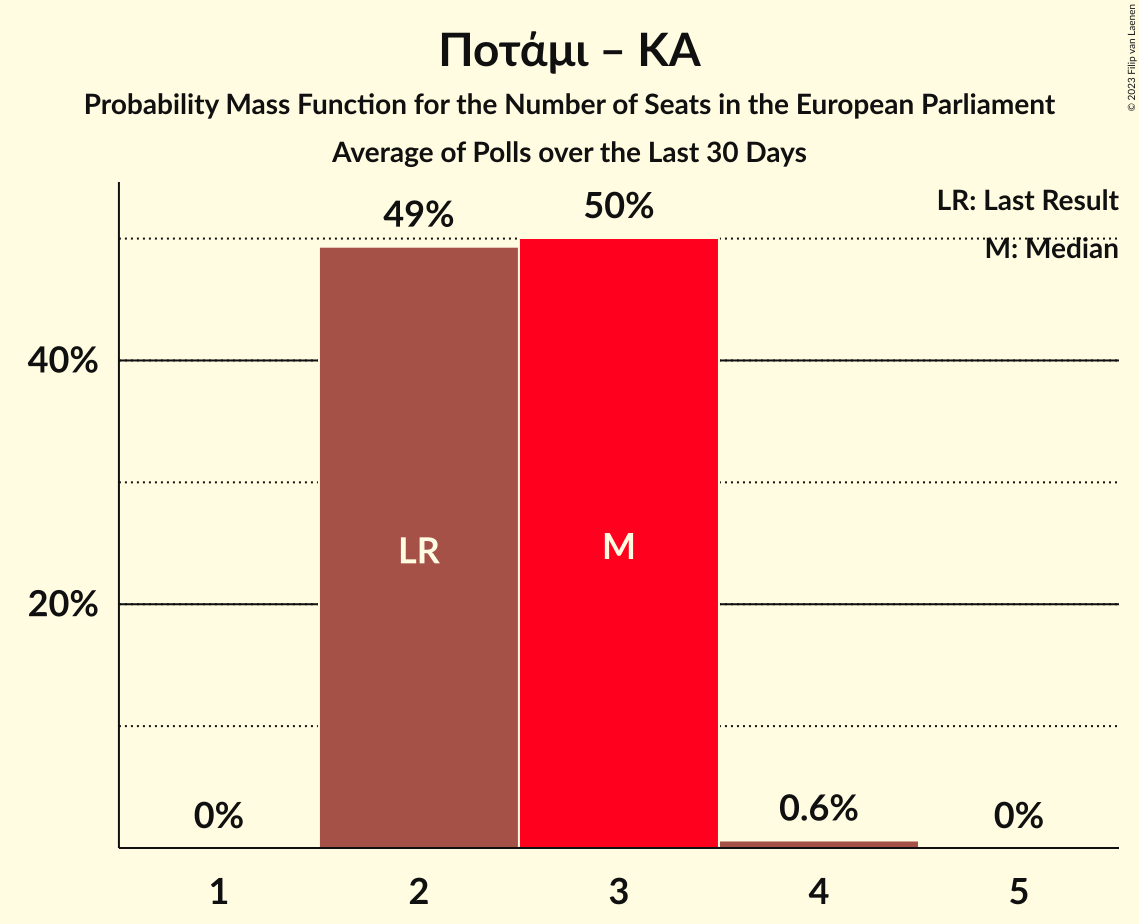 Ποτάμι – ΚΑ
Probability Mass Function for the Number of Seats in the European Parliament
Average of Polls over the Last 30 Days
© 2023 Filip van Laenen
LR: Last Result
M: Median
49%
50%
40%
20%
LR
M
0%
0.6%
0%
1
2
3
4
5